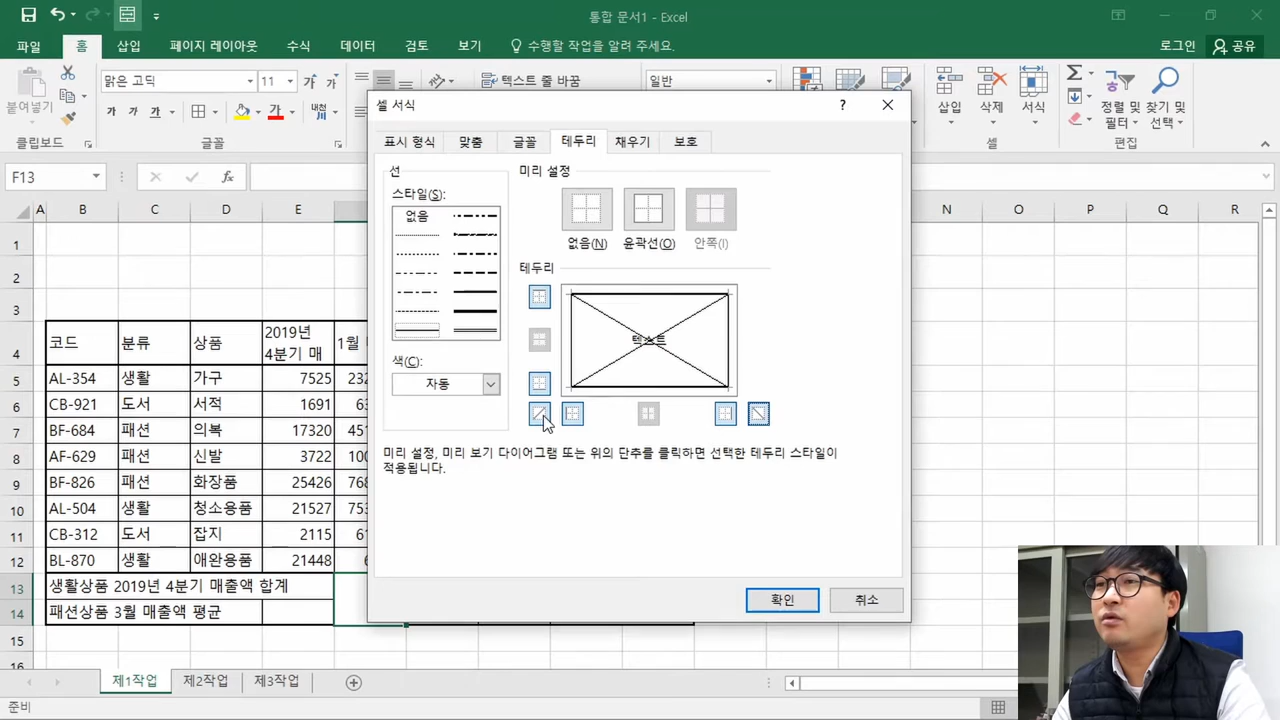 통합 문서1 - Excel
파일 홈 삽입 페이지 레이아웃 수식 데이터 검토 보기 수행할 작업을 알려 주세요. 로그인 공유
붙여넣기 맑은 고딕 11 텍스트 줄 바꿈 일반 삽입 삭제 서식 정렬 및 필터 찾기 및 선택
가 가 가 가 가 내천
클립보드 글꼴 셀 편집
F13 fx
A B C D E N O P Q R
1
2
3
4 코드 분류 상품 2019년 4분기 매 1월
5 AL-354 생활 가구 7525
6 CB-921 도서 서적 1691
7 BF-684 패션 의복 17320
8 AF-629 패션 신발 3722
9 BF-826 패션 화장품 25426
10 AL-504 생활 청소용품 21527
11 CB-312 도서 잡지 2115
12 BL-870 생활 애완용품 21448
13 생활상품 2019년 4분기 매출액 합계
14 패션상품 3월 매출액 평균
15
16
셀 서식 ?
표시 형식 맞춤 글꼴 테두리 채우기 보호
선 미리 설정
스타일(S):
없음
없음(N) 윤곽선(O) 안쪽(I)
테두리
텍스트
색(C):
자동
미리 설정, 미리 보기 다이어그램 또는 위의 단추를 클릭하면 선택한 테두리 스타일이
적용됩니다.
확인 취소
제1작업 제2작업 제3작업
준비